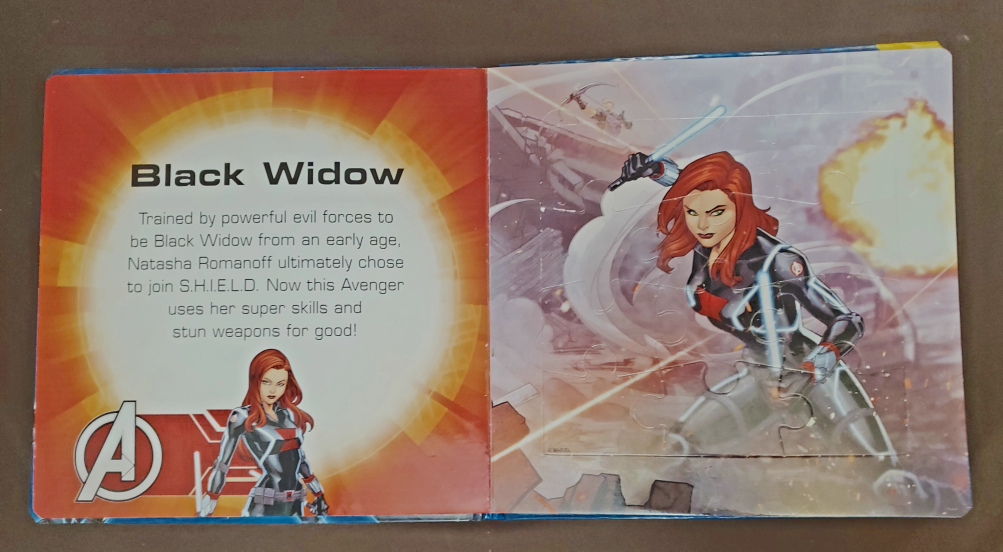 Black Widow
Trained by powerful evil forces to
be Black Widow from an early age,
Natasha Romanoff ultimately chose
to join S.H.I.E.L.D. Now this Avenger
uses her super skills and
stun weapons for good!
A